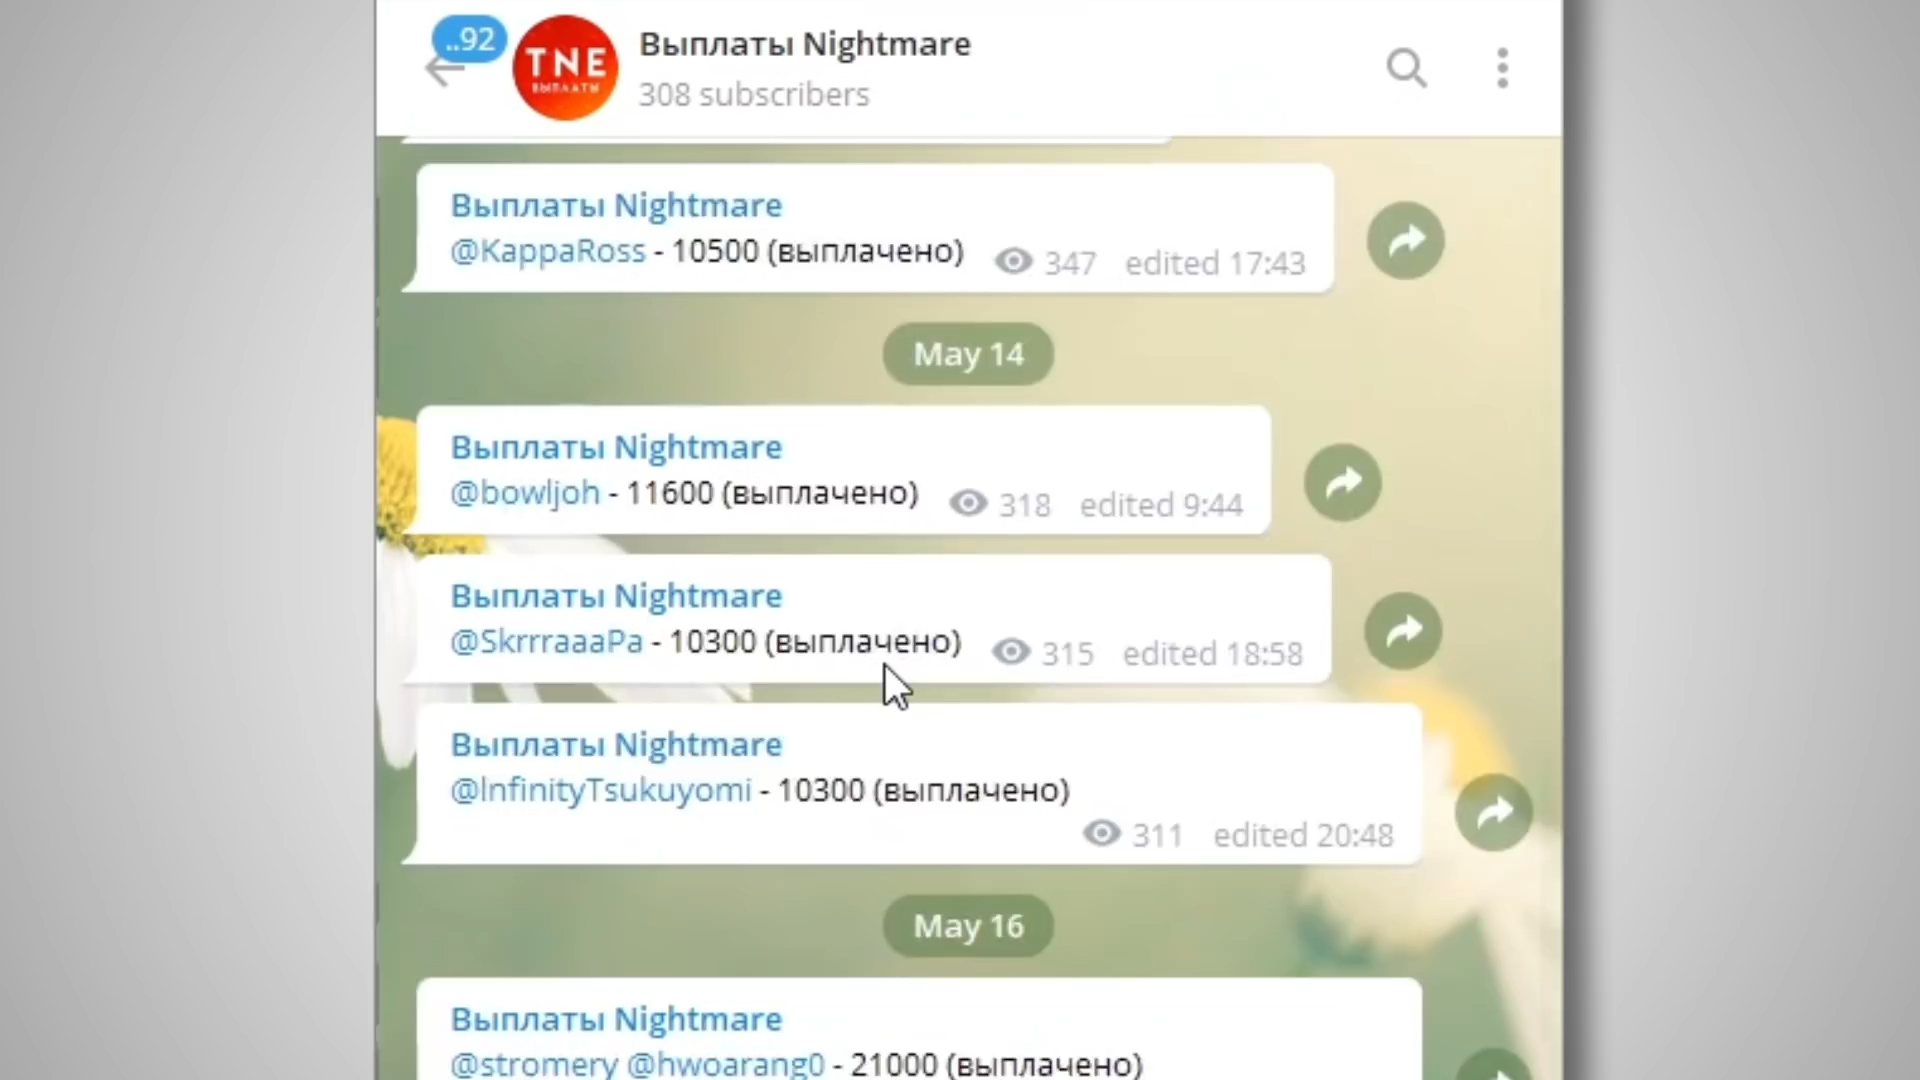 ..92
TNE
ВЫПЛАТЫ
Выплаты Nightmare
308 subscribers
Выплаты Nightmare
@KappaRoss - 10500 (выплачено) 347 edited 17:43
May 14
Выплаты Nightmare
@bowljoh - 11600 (выплачено) 318 edited 9:44
Выплаты Nightmare
@SkrrraaaPa - 10300 (выплачено) 315 edited 18:58
Выплаты Nightmare
@InfinityTsukuyomi - 10300 (выплачено)
311 edited 20:48
May 16
Выплаты Nightmare
@stromery @hwoarang0 - 21000 (выплачено)